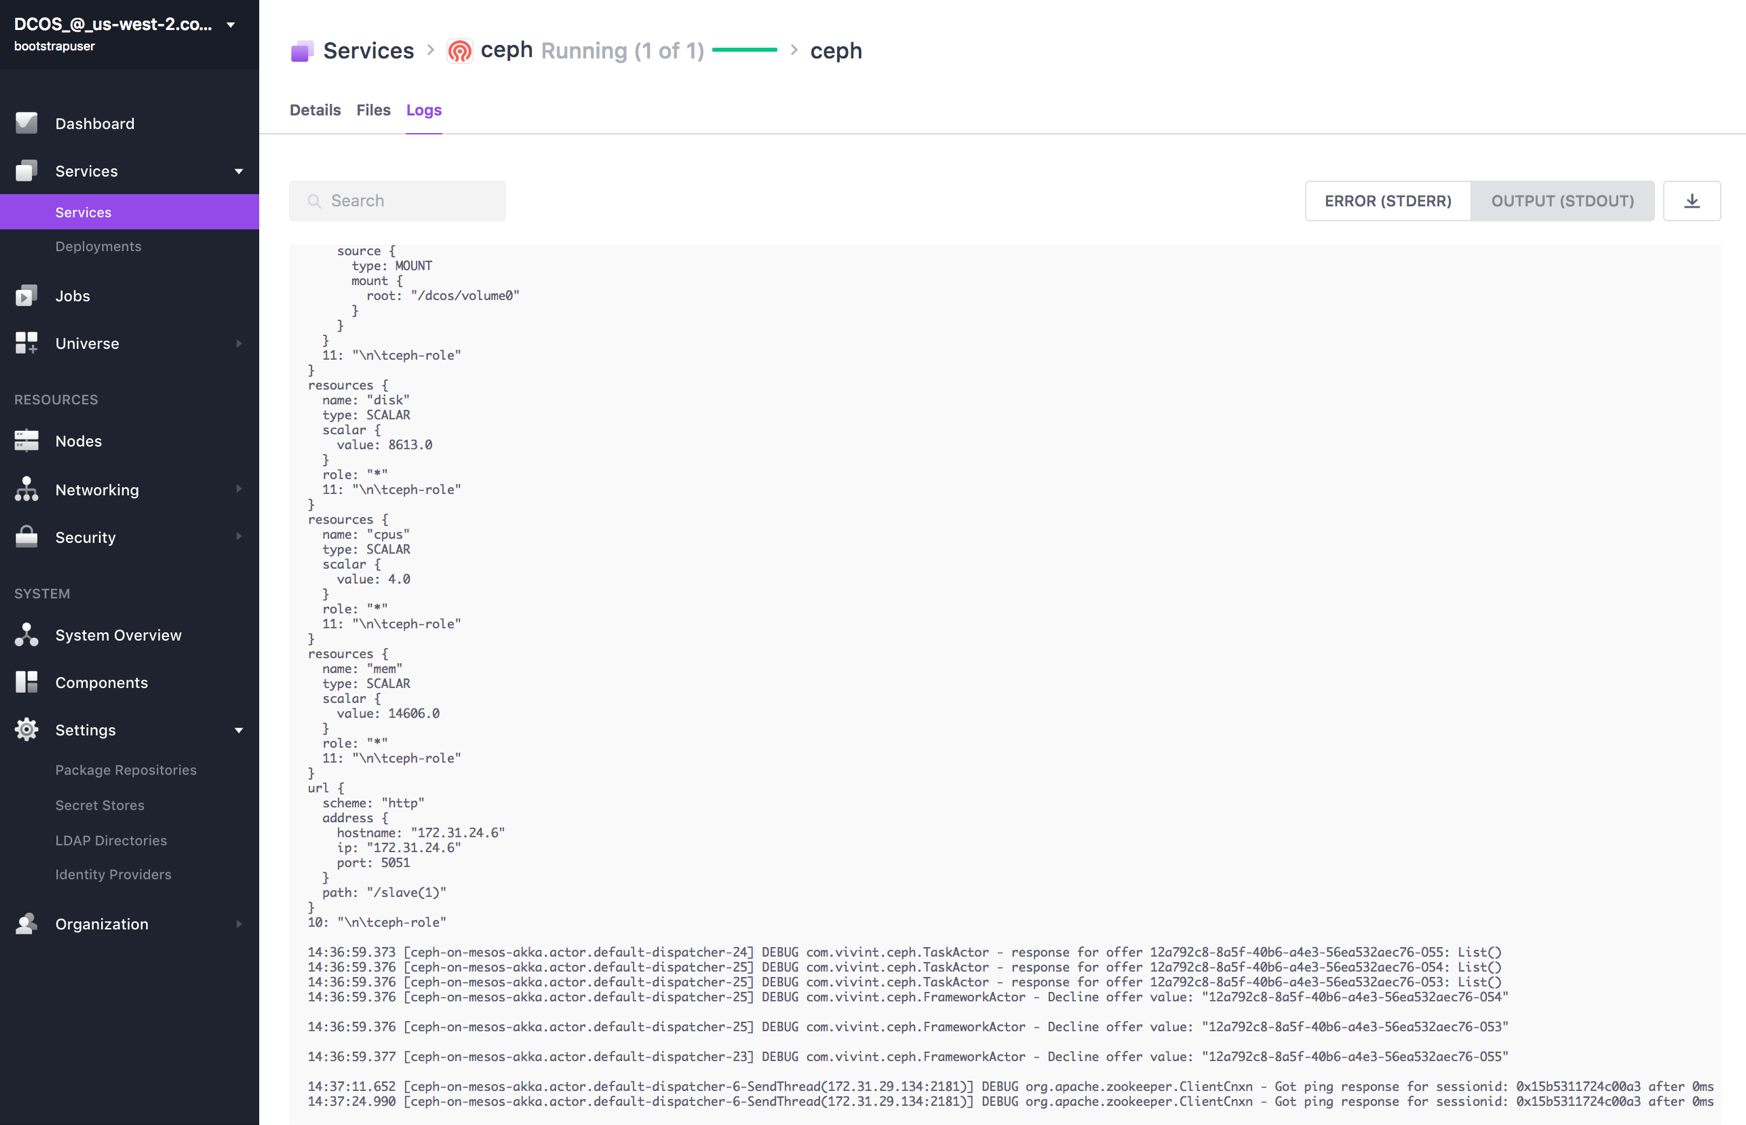 DCOS_@_us-west-2.co...
bootstrapuser
Dashboard
Services
Services
Deployments
Jobs
Universe
RESOURCES
Nodes
Networking
Security
SYSTEM
System Overview
Components
Settings
Package Repositories
Secret Stores
LDAP Directories
Identity Providers
Organization
Services > ceph Running (1 of 1) > ceph
Details Files Logs
Search
ERROR (STDERR) OUTPUT (STDOUT)
source {
type: MOUNT
mount {
root: "/dcos/volume0"
}
}
}
11: "\n\tceph-role"
}
resources {
name: "disk"
type: SCALAR
scalar {
value: 8613.0
}
role: "*"
11: "\n\tceph-role"
}
resources {
name: "cpus"
type: SCALAR
scalar {
value: 4.0
}
role: "*"
11: "\n\tceph-role"
}
resources {
name: "mem"
type: SCALAR
scalar {
value: 14606.0
}
role: "*"
11: "\n\tceph-role"
}
url {
scheme: "http"
address {
hostname: "172.31.24.6"
ip: "172.31.24.6"
port: 5051
}
path: "/slave(1)"
}
10: "\n\tceph-role"
14:36:59.373 [ceph-on-mesos-akka.actor.default-dispatcher-24] DEBUG com.vivint.ceph.TaskActor - response for offer 12a792c8-8a5f-40b6-a4e3-56ea532aec76-O55: List()
14:36:59.376 [ceph-on-mesos-akka.actor.default-dispatcher-25] DEBUG com.vivint.ceph.TaskActor - response for offer 12a792c8-8a5f-40b6-a4e3-56ea532aec76-O54: List()
14:36:59.376 [ceph-on-mesos-akka.actor.default-dispatcher-25] DEBUG com.vivint.ceph.TaskActor - response for offer 12a792c8-8a5f-40b6-a4e3-56ea532aec76-O53: List()
14:36:59.376 [ceph-on-mesos-akka.actor.default-dispatcher-25] DEBUG com.vivint.ceph.FrameworkActor - Decline offer value: "12a792c8-8a5f-40b6-a4e3-56ea532aec76-O54"
14:36:59.376 [ceph-on-mesos-akka.actor.default-dispatcher-25] DEBUG com.vivint.ceph.FrameworkActor - Decline offer value: "12a792c8-8a5f-40b6-a4e3-56ea532aec76-O53"
14:36:59.377 [ceph-on-mesos-akka.actor.default-dispatcher-23] DEBUG com.vivint.ceph.FrameworkActor - Decline offer value: "12a792c8-8a5f-40b6-a4e3-56ea532aec76-O55"
14:37:11.652 [ceph-on-mesos-akka.actor.default-dispatcher-6-SendThread(172.31.29.134:2181)] DEBUG org.apache.zookeeper.ClientCnxn - Got ping response for sessionid: 0x15b5311724c00a3 after 0ms
14:37:24.990 [ceph-on-mesos-akka.actor.default-dispatcher-6-SendThread(172.31.29.134:2181)] DEBUG org.apache.zookeeper.ClientCnxn - Got ping response for sessionid: 0x15b5311724c00a3 after 0ms